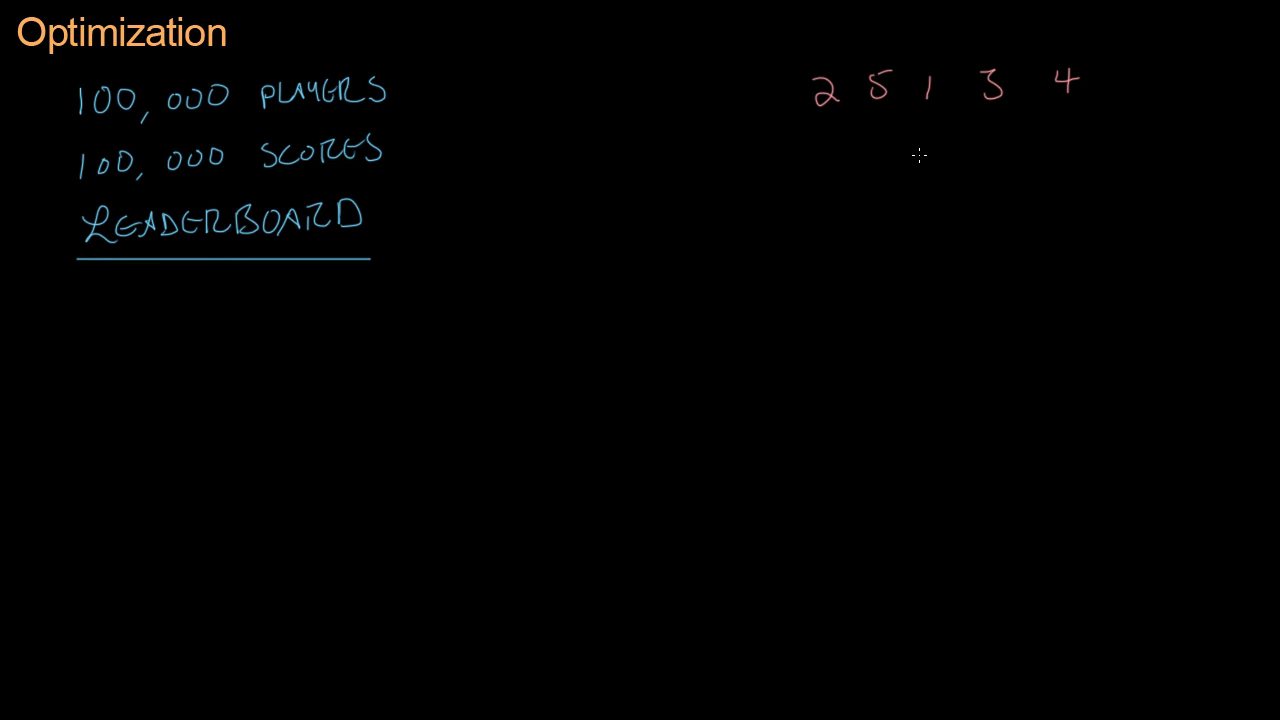 Optimization
100,000 PLAYERS
2 5 1 3 4
100,000 SCORES
LEADERBOARD